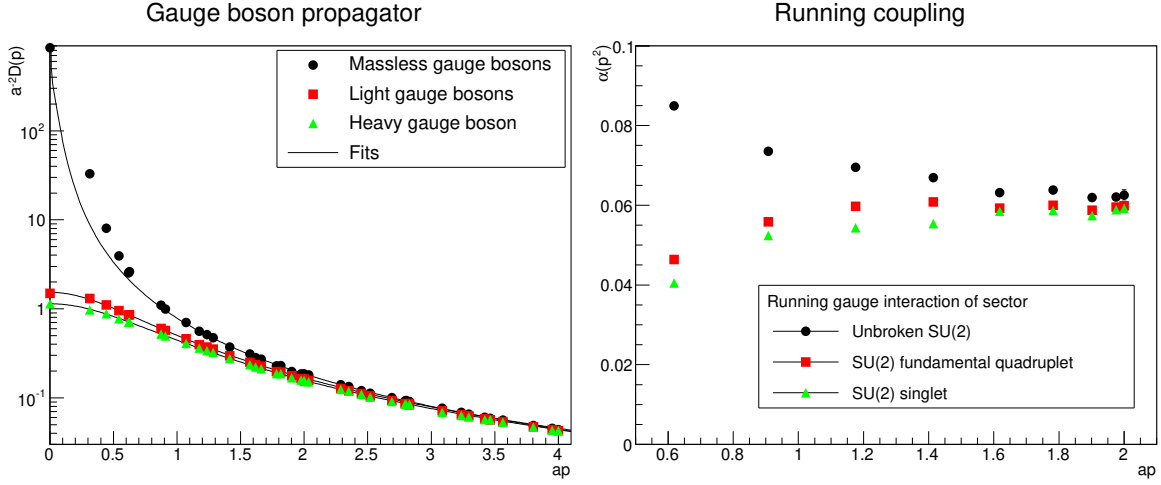 Gauge boson propagator
a⁻²D(p)
10²
10
1
10⁻¹
Massless gauge bosons
Light gauge bosons
Heavy gauge boson
Fits
0 0.5 1 1.5 2 2.5 3 3.5 4
ap
Running coupling
α(p²)
0.1
0.08
0.06
0.04
0.02
0
Running gauge interaction of sector
Unbroken SU(2)
SU(2) fundamental quadruplet
SU(2) singlet
0.6 0.8 1 1.2 1.4 1.6 1.8 2
ap